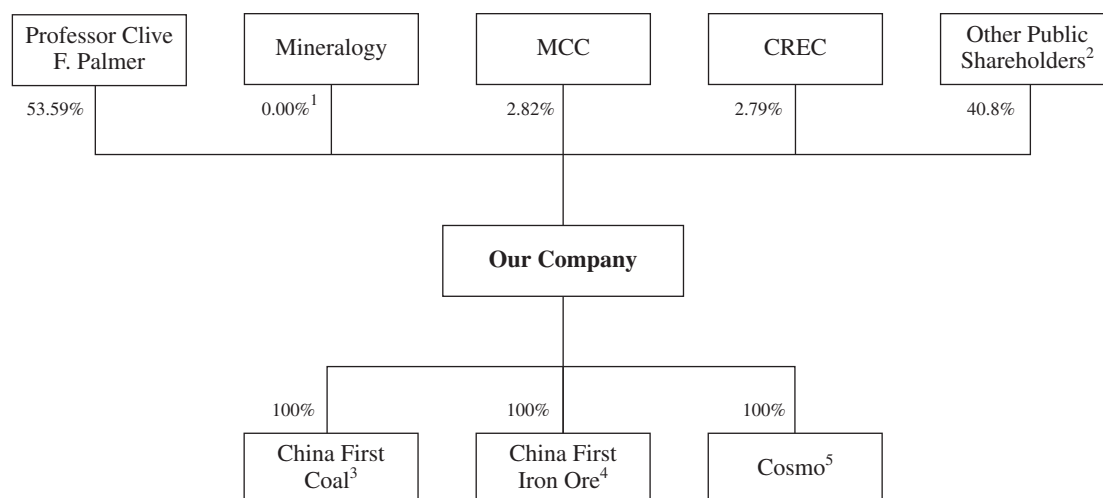 Professor Clive
F. Palmer
Mineralogy
MCC
CREC
Other Public
Shareholders²
53.59%
0.00%¹
2.82%
2.79%
40.8%
Our Company
100%
100%
100%
China First
Coal³
China First
Iron Ore⁴
Cosmo⁵